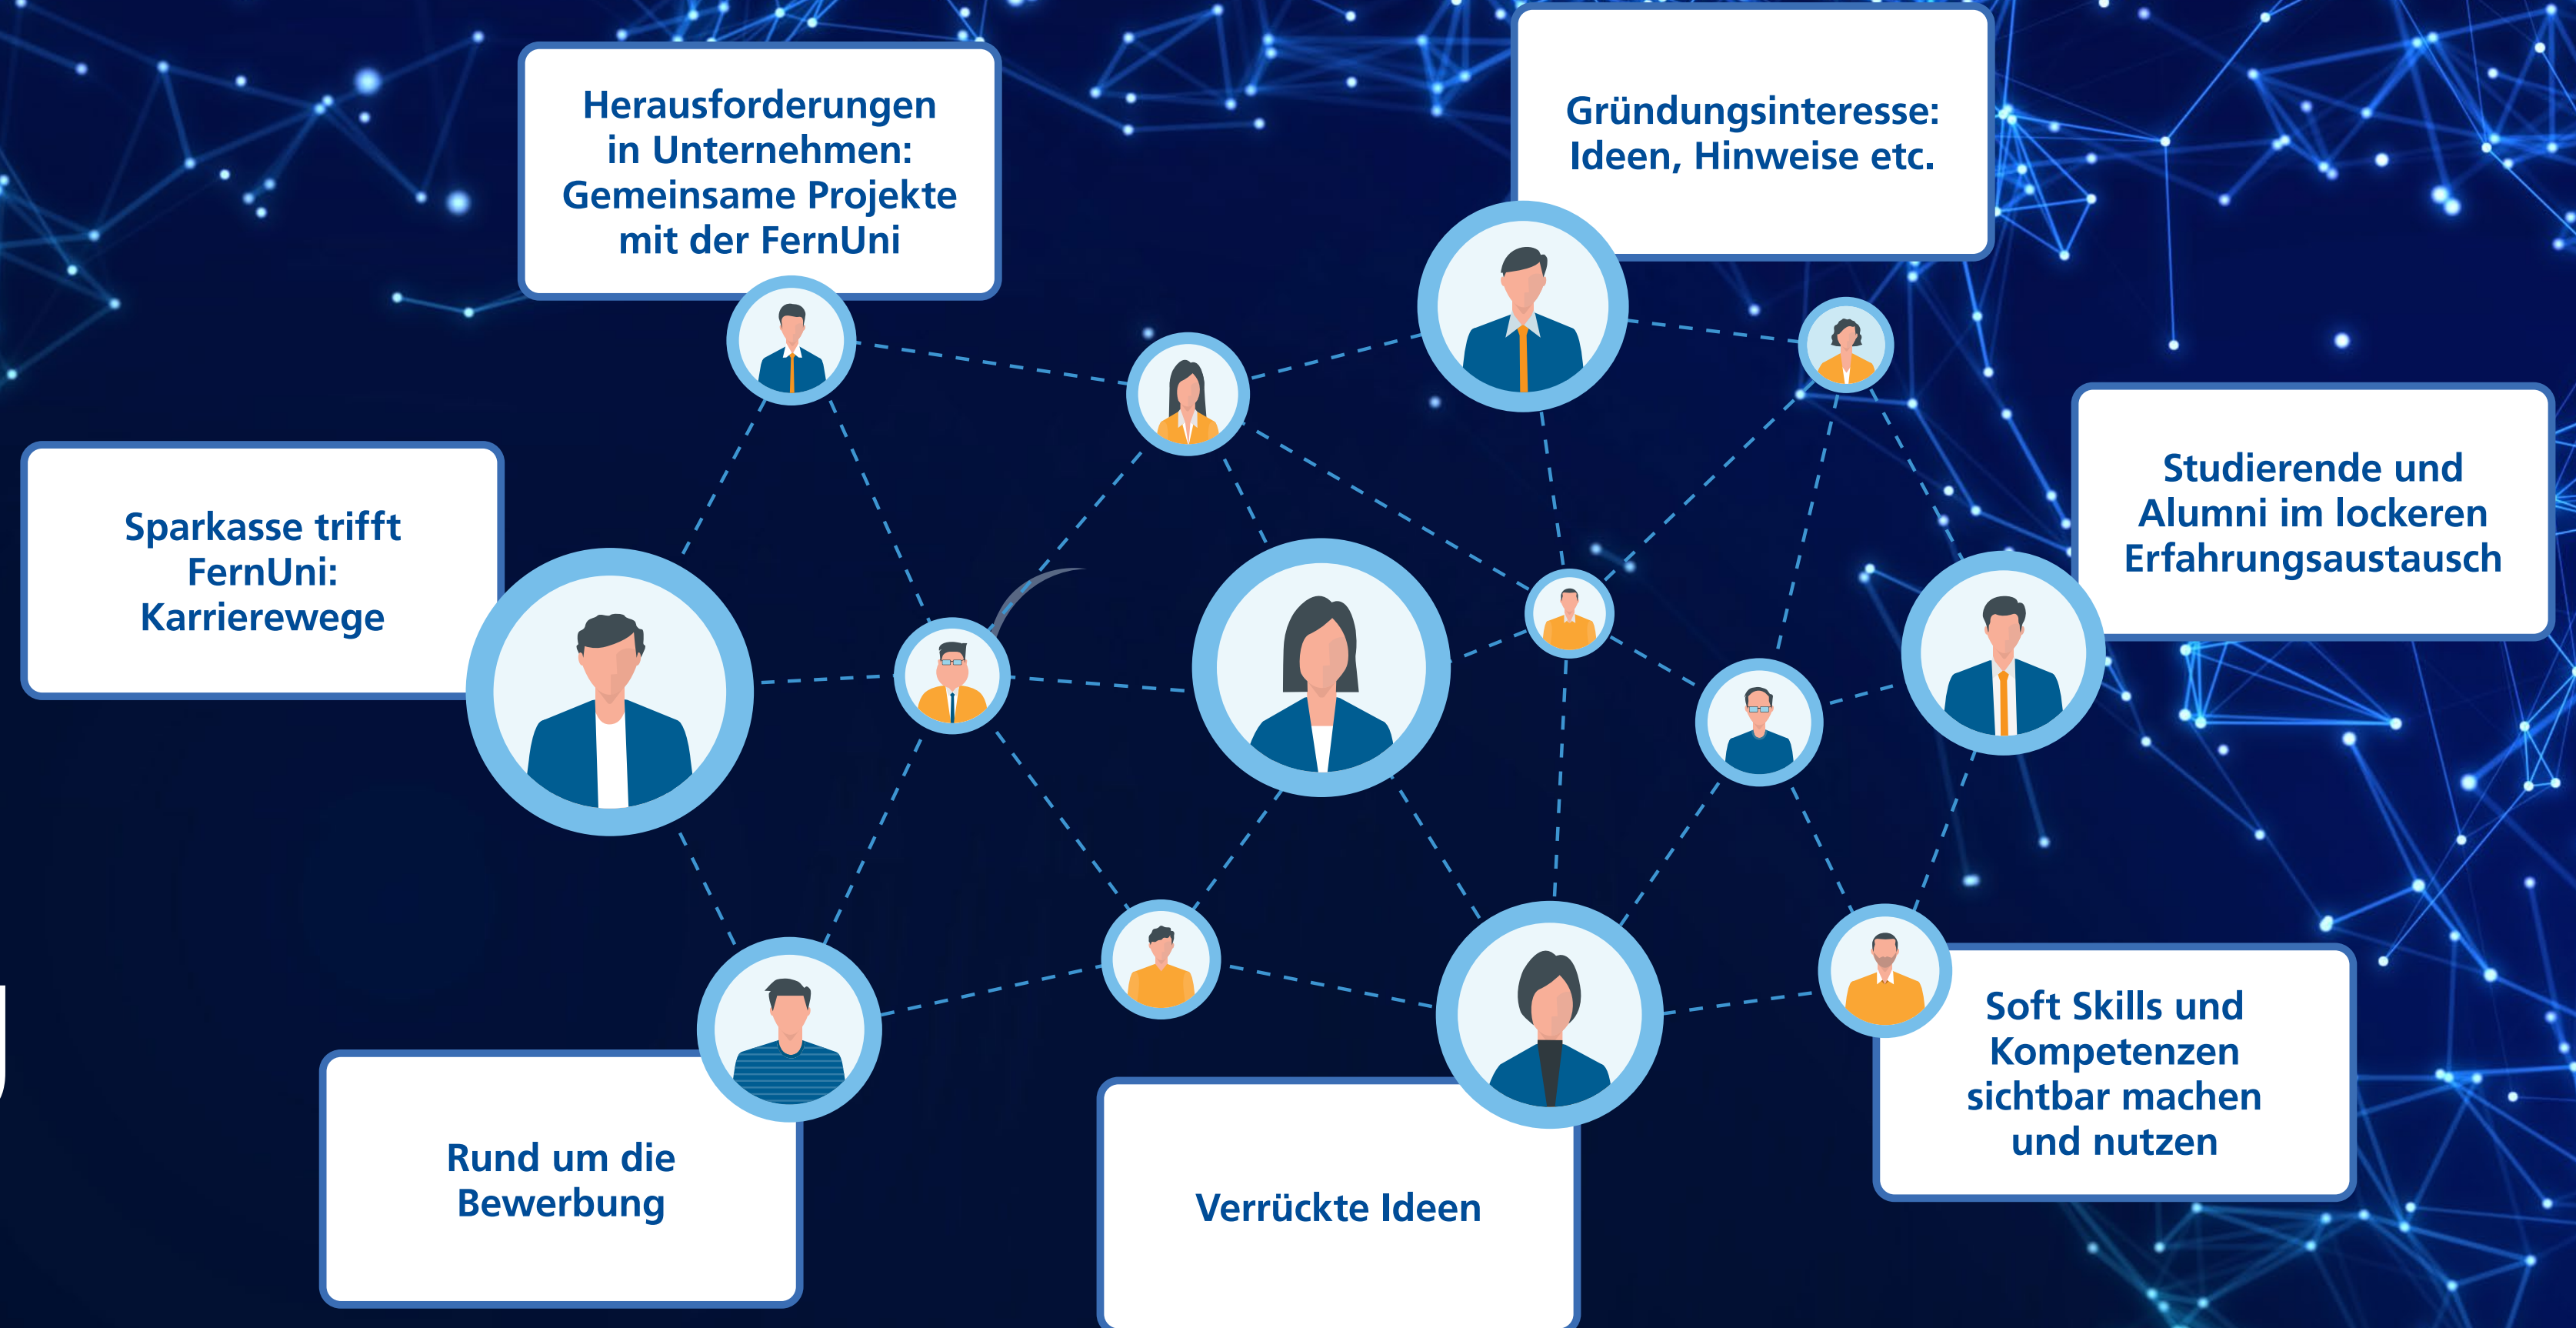 Herausforderungen
in Unternehmen:
Gemeinsame Projekte
mit der FernUni
Gründungsinteresse:
Ideen, Hinweise etc.
Sparkasse trifft
FernUni:
Karrierewege
Studierende und
Alumni im lockeren
Erfahrungsaustausch
Rund um die
Bewerbung
Verrückte Ideen
Soft Skills und
Kompetenzen
sichtbar machen
und nutzen